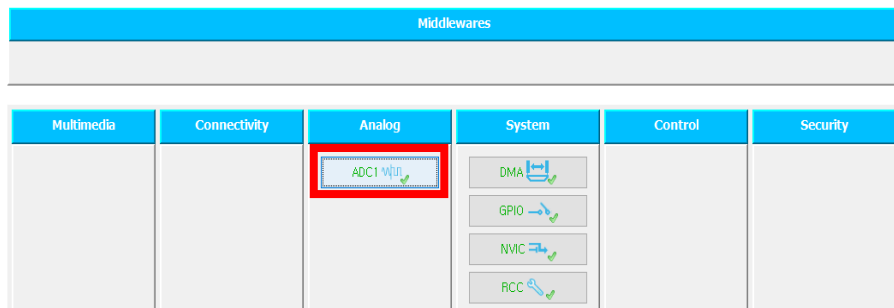 Middlewares
Multimedia Connectivity Analog System Control Security
ADC1 DMA
GPIO
NVIC
RCC